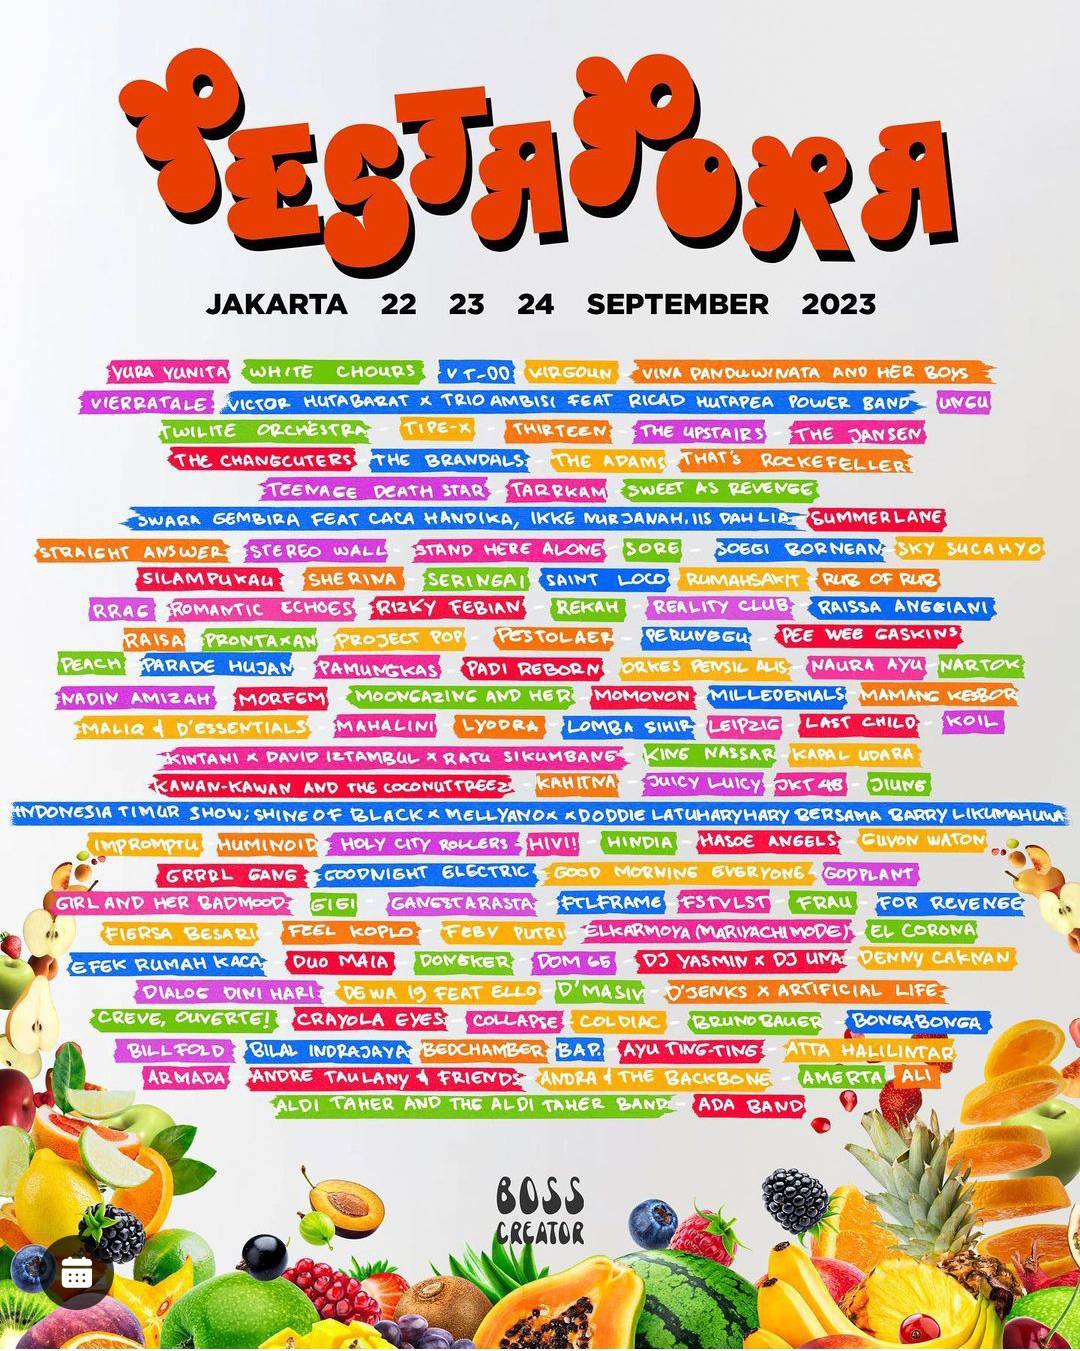 PESTAPORA
JAKARTA 22 23 24 SEPTEMBER 2023
YURA YUNITA - WHITE CHOURS - VT-00 - VIRGOUN - VINA PANDUWINATA AND HER BOYS
VIERRATALE - VICTOR HUTABARAT X TRIO AMBISI FEAT RICAD HUTAPEA POWER BAND - UNGU
TWILITE ORCHESTRA - TIPE-X - THIRTEEN - THE UPSTAIRS - THE JANSEN
THE CHANGCUTERS - THE BRANDALS - THE ADAMS - THAT'S ROCKEFELLER
TEENAGE DEATH STAR - TARRKAM - SWEET AS REVENGE
SWARA GEMBIRA FEAT CACA HANDIKA, IKKE NURJANAH, IIS DAHLIA - SUMMERLANE
STRAIGHT ANSWER - STEREO WALL - STAND HERE ALONE - SORE - SOEGI BORNEAN - SKY SUCAHYO
SILAMPUKAU - SHERINA - SERINGAI - SAINT LOCO - RUMAHSAKIT - RUB OF RUB
RRAG - ROMANTIC ECHOES - RIZKY FEBIAN - REKAH - REALITY CLUB - RAISSA ANGGIANI
RAISA - PRONTAXAN - PROJECT POP - PESTOLAER - PERUNGGU - PEE WEE GASKINS
PEACH - PARADE HUJAN - PAMUNGKAS - PADI REBORN - ORKES PENSIL ALIS - NAURA AYU - NARTOK
NADIN AMIZAH - MORFEM - MOONGAZING AND HER - MOMONON - MILLEDENIALS - MAMANG KESBOR
MALIQ & D'ESSENTIALS - MAHALINI - LYODRA - LOMBA SIHIR - LEIPZIG - LAST CHILD - KOIL
KINTANI X DAVID IZTAMBUL X RATU SIKUMBANG - KING NASSAR - KAPAL UDARA
KAWAN-KAWAN AND THE COCONUTTREEZ - KAHITNA - JUICY LUICY - JKT 48 - JIUNG
INDONESIA TIMUR SHOW; SHINE OF BLACK X MELLYANOX X DODDIE LATUHARYHARY BERSAMA BARRY LIKUMAHUWA
IMPROMPTU - HUMINOID - HOLY CITY ROLLERS - HIVI! - HINDIA - HASOE ANGELS - GUYON WATON
GRRRL GANG - GOODNIGHT ELECTRIC - GOOD MORNING EVERYONE - GODPLANT
GIRL AND HER BADMOOD - GIGI - GANGSTARASTA - FTLFRAME - FSTVLST - FRAU - FOR REVENGE
FIERSA BESARI - FEEL KOPLO - FEBY PUTRI - ELKARMOYA (MARIYACHI MODE) - EL CORONA
EFEK RUMAH KACA - DUO MAIA - DONGKER - DOM 65 - DJ YASMIN X DJ UNA - DENNY CAKNAN
DIALOG DINI HARI - DEWA 19 FEAT ELLO - D'MASIV - D'JENKS X ARTIFICIAL LIFE
CREVE, OUVERTE! - CRAYOLA EYES - COLLAPSE - COLDIAC - BRUNO BAUER - BONGABONGA
BILLFOLD - BILAL INDRAJAYA - BEDCHAMBER - BAP. - AYU TING-TING - ATTA HALILINTAR
ARMADA - ANDRE TAULANY & FRIENDS - ANDRA & THE BACKBONE - AMERTA - ALI
ALDI TAHER AND THE ALDI TAHER BAND - ADA BAND
BOSS
CREATOR